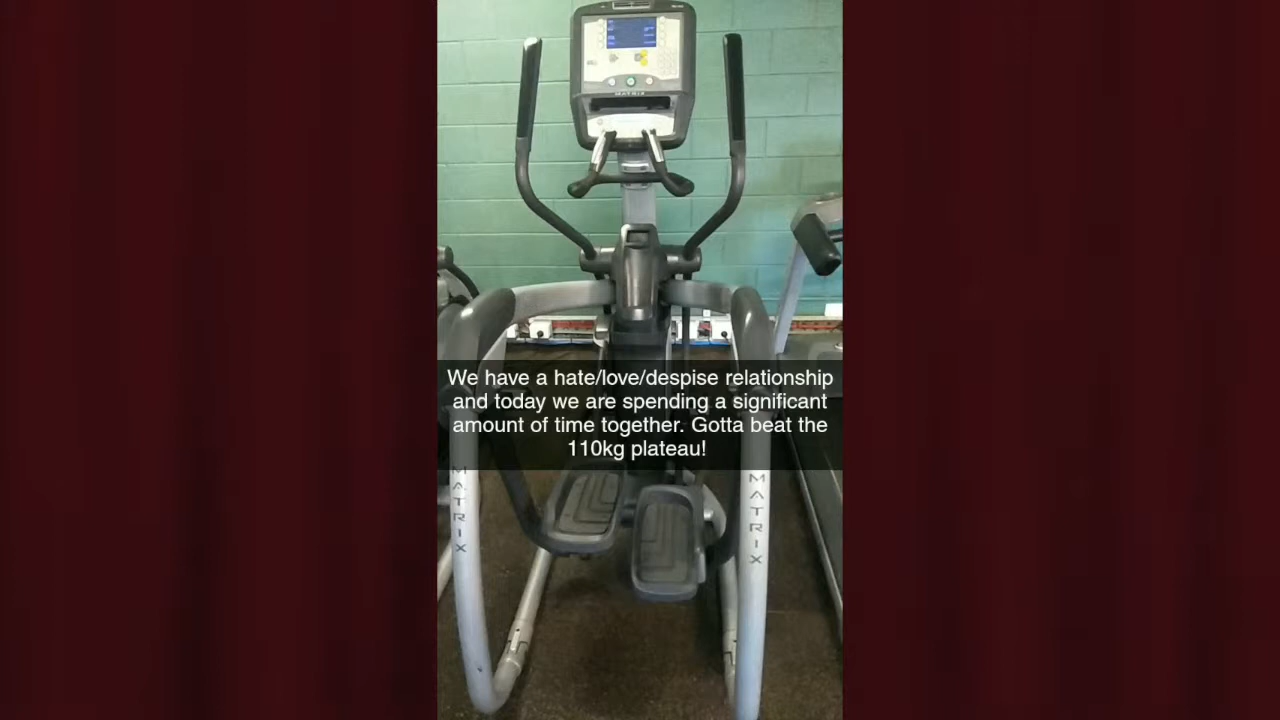 MATRIX
We have a hate/love/despise relationship
and today we are spending a significant
amount of time together. Gotta beat the
110kg plateau!
MATRIX
MATRIX